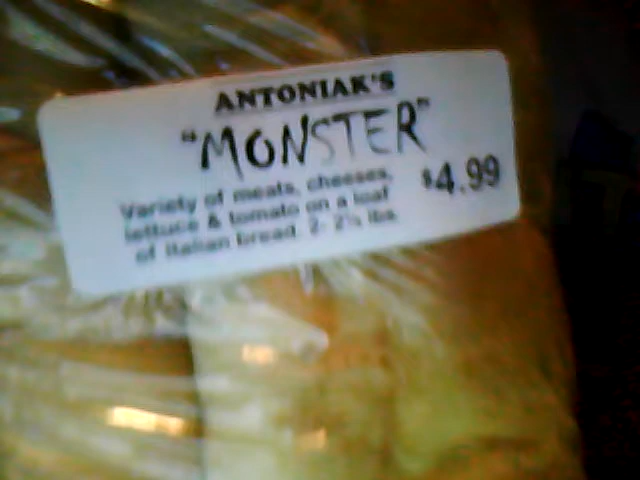 ANTONIAK'S
"MONSTER"
$4.99
Variety of meats, cheeses,
lettuce & tomato on a loaf
of Italian bread. 2- 2½ lbs.